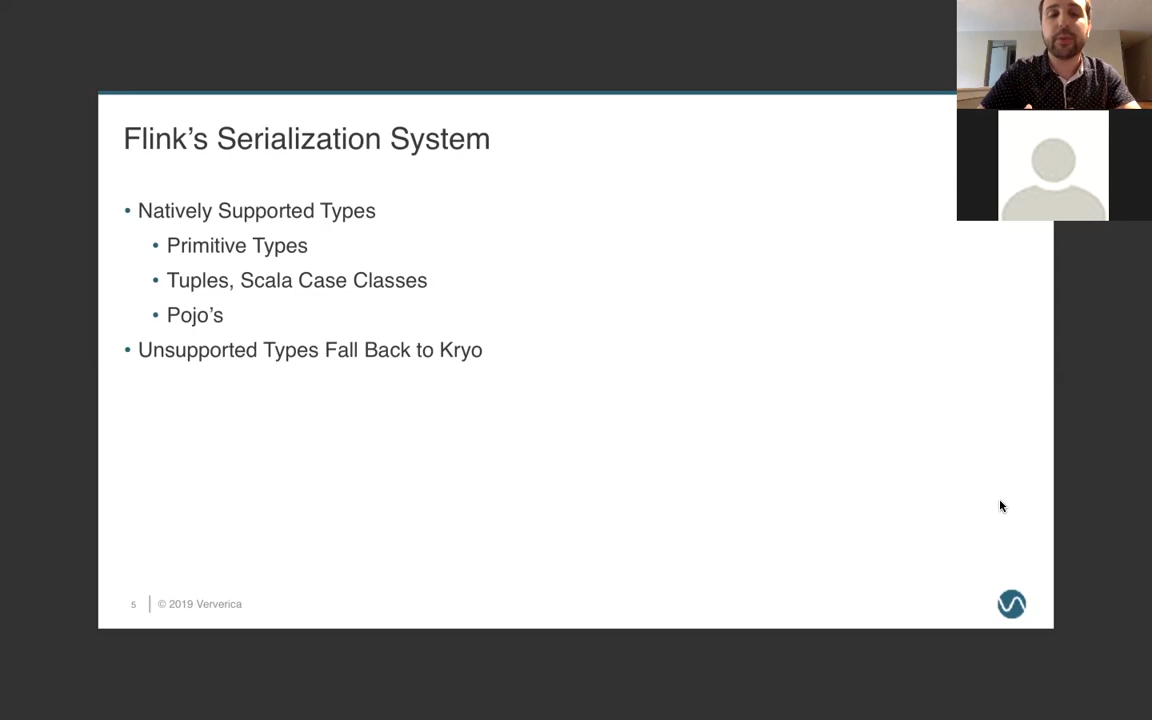 Flink’s Serialization System
• Natively Supported Types
• Primitive Types
• Tuples, Scala Case Classes
• Pojo’s
• Unsupported Types Fall Back to Kryo
5 | © 2019 Ververica